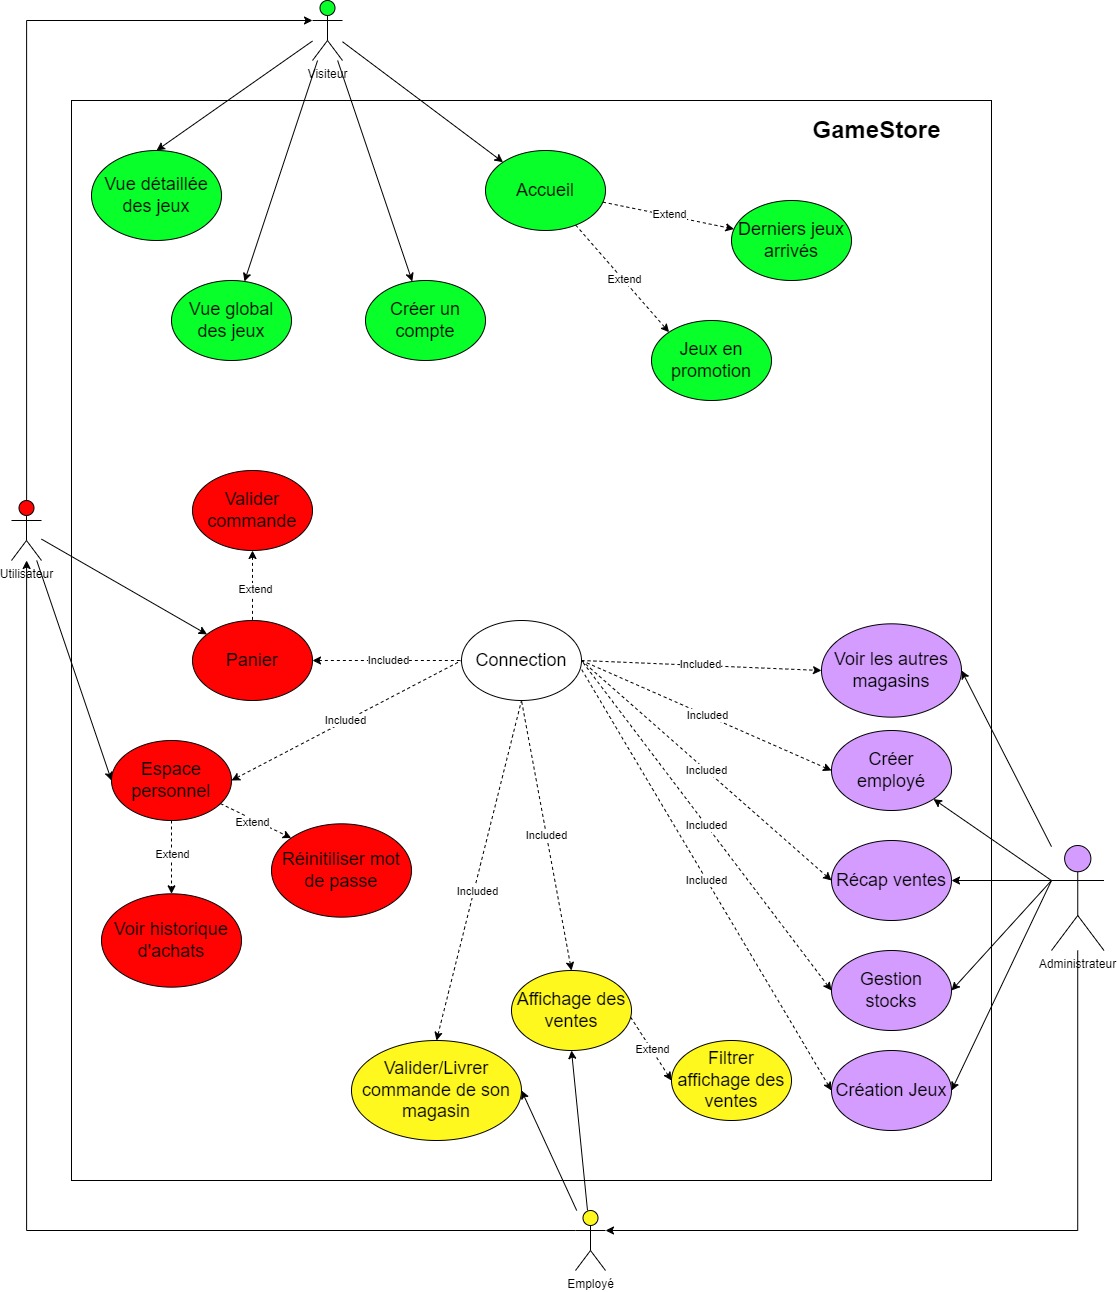 Visiteur
GameStore
Vue détaillée
des jeux
Accueil
Extend
Derniers jeux
arrivés
Extend
Vue global
des jeux
Créer un
compte
Jeux en
promotion
Valider
commande
Utilisateur
Extend
Panier
Included
Connection
Included
Voir les autres
magasins
Included
Included
Espace
personnel
Créer
employé
Included
Extend
Included
Included
Extend
Réinitiliser mot
de passe
Included
Included
Récap ventes
Voir historique
d'achats
Administrateur
Affichage des
ventes
Gestion
stocks
Extend
Valider/Livrer
commande de son
magasin
Filtrer
affichage des
ventes
Création Jeux
Employé